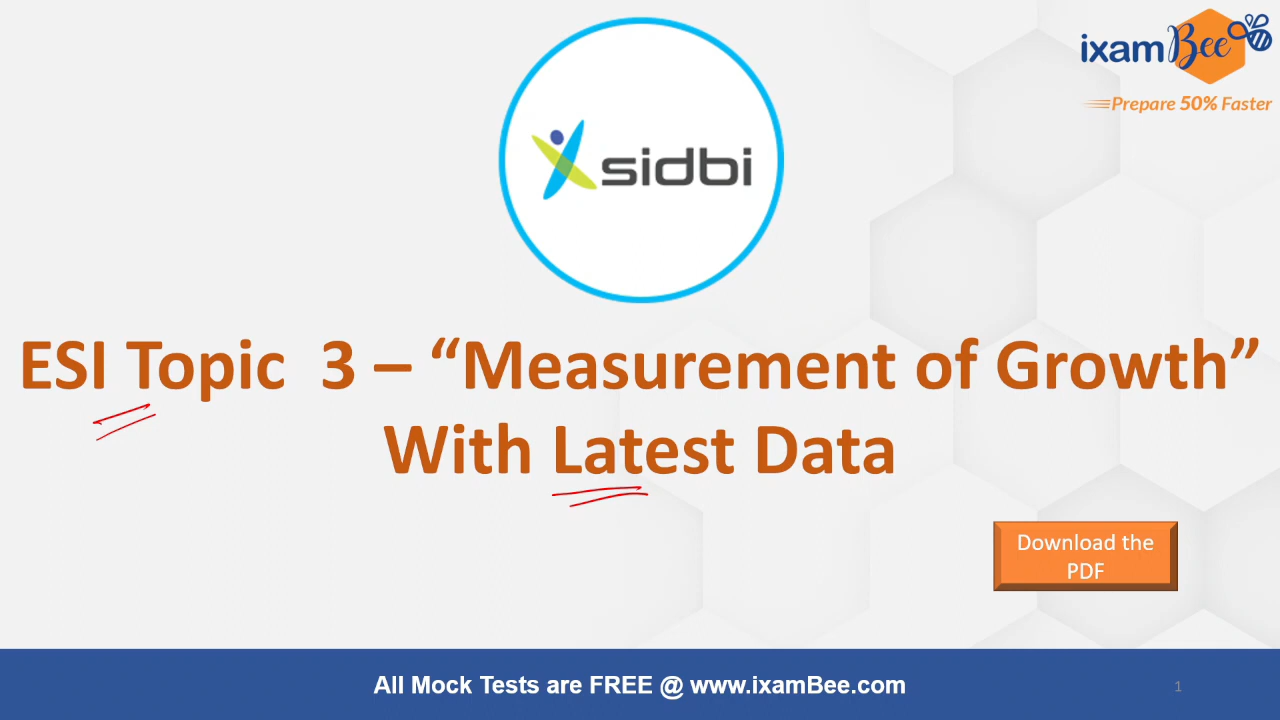 ixamBee
Prepare 50% Faster
sidbi
ESI Topic 3 – “Measurement of Growth”
With Latest Data
Download the
PDF
All Mock Tests are FREE @ www.ixamBee.com
1